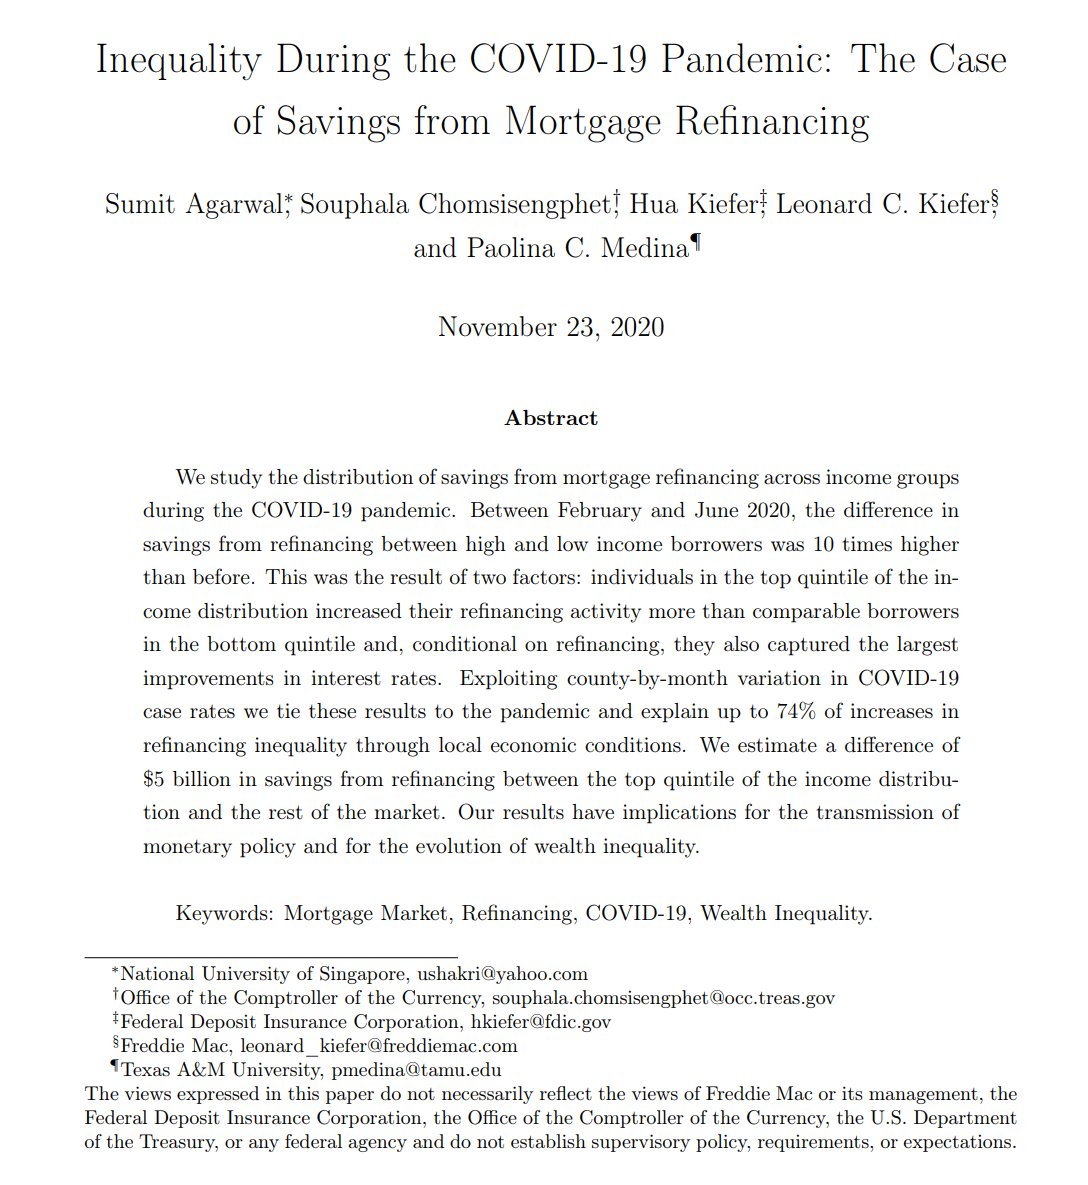 Inequality During the COVID-19 Pandemic: The Case
of Savings from Mortgage Refinancing
Sumit Agarwal,* Souphala Chomsisengphet,† Hua Kiefer,‡ Leonard C. Kiefer,§
and Paolina C. Medina¶
November 23, 2020
Abstract
We study the distribution of savings from mortgage refinancing across income groups
during the COVID-19 pandemic. Between February and June 2020, the difference in
savings from refinancing between high and low income borrowers was 10 times higher
than before. This was the result of two factors: individuals in the top quintile of the in-
come distribution increased their refinancing activity more than comparable borrowers
in the bottom quintile and, conditional on refinancing, they also captured the largest
improvements in interest rates. Exploiting county-by-month variation in COVID-19
case rates we tie these results to the pandemic and explain up to 74% of increases in
refinancing inequality through local economic conditions. We estimate a difference of
$5 billion in savings from refinancing between the top quintile of the income distribu-
tion and the rest of the market. Our results have implications for the transmission of
monetary policy and for the evolution of wealth inequality.
Keywords: Mortgage Market, Refinancing, COVID-19, Wealth Inequality.
*National University of Singapore, ushakri@yahoo.com
†Office of the Comptroller of the Currency, souphala.chomsisengphet@occ.treas.gov
‡Federal Deposit Insurance Corporation, hkiefer@fdic.gov
§Freddie Mac, leonard_kiefer@freddiemac.com
¶Texas A&M University, pmedina@tamu.edu
The views expressed in this paper do not necessarily reflect the views of Freddie Mac or its management, the
Federal Deposit Insurance Corporation, the Office of the Comptroller of the Currency, the U.S. Department
of the Treasury, or any federal agency and do not establish supervisory policy, requirements, or expectations.